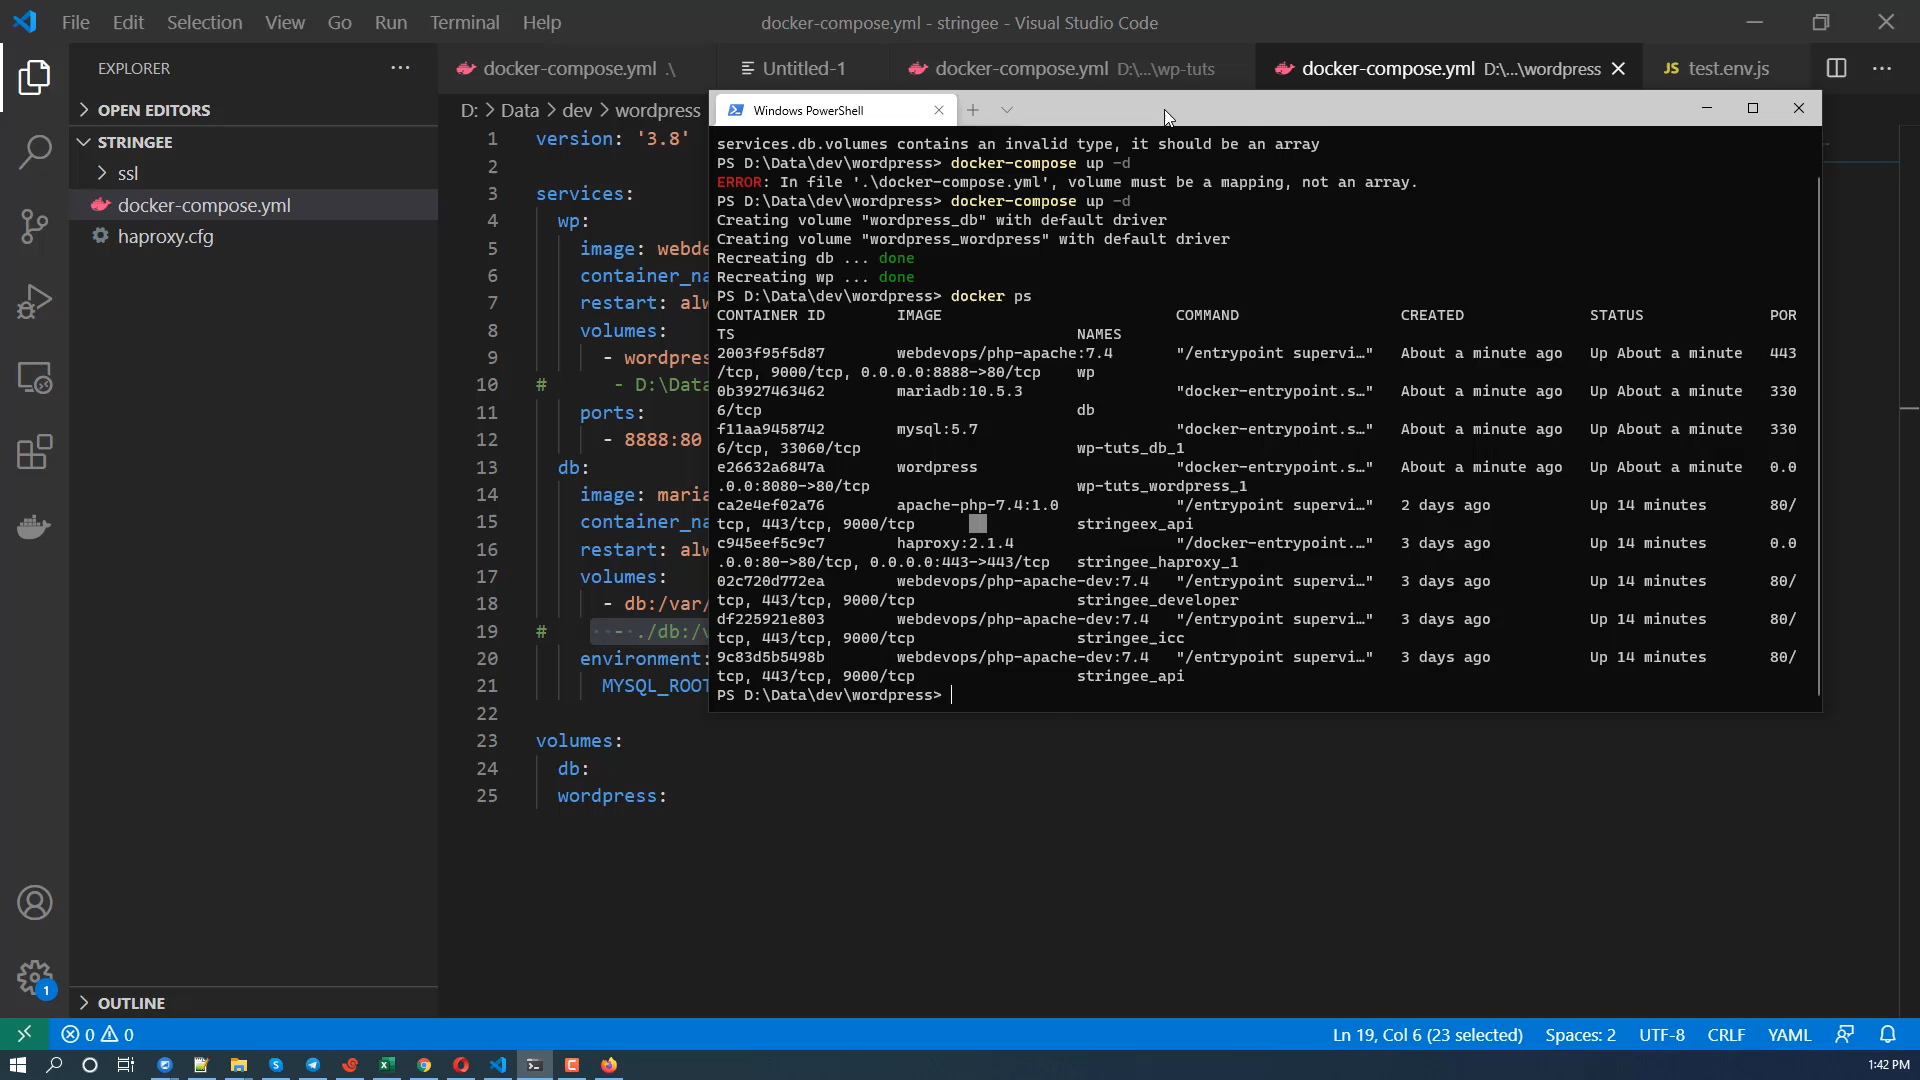 File Edit Selection View Go Run Terminal Help
docker-compose.yml - stringee - Visual Studio Code
EXPLORER
docker-compose.yml .\
Untitled-1
docker-compose.yml D:\...\wp-tuts
docker-compose.yml D:\...\wordpress
JS test.env.js
OPEN EDITORS
STRINGEE
ssl
docker-compose.yml
haproxy.cfg
OUTLINE
D: > Data > dev > wordpress
1 version: '3.8'
2
3 services:
4 wp:
5 image: webde
6 container_na
7 restart: alw
8 volumes:
9 - wordpres
10 # - D:\Data
11 ports:
12 - 8888:80
13 db:
14 image: maria
15 container_na
16 restart: alw
17 volumes:
18 - db:/var/
19 # - ./db:/v
20 environment:
21 MYSQL_ROOT
22
23 volumes:
24 db:
25 wordpress:
Windows PowerShell
services.db.volumes contains an invalid type, it should be an array
PS D:\Data\dev\wordpress> docker-compose up -d
ERROR: In file '.\docker-compose.yml', volume must be a mapping, not an array.
PS D:\Data\dev\wordpress> docker-compose up -d
Creating volume "wordpress_db" with default driver
Creating volume "wordpress_wordpress" with default driver
Recreating db ... done
Recreating wp ... done
PS D:\Data\dev\wordpress> docker ps
CONTAINER ID IMAGE COMMAND CREATED STATUS POR
TS NAMES
2003f95f5d87 webdevops/php-apache:7.4 "/entrypoint supervi…" About a minute ago Up About a minute 443
/tcp, 9000/tcp, 0.0.0.0:8888->80/tcp wp
0b3927463462 mariadb:10.5.3 "docker-entrypoint.s…" About a minute ago Up About a minute 330
6/tcp db
f11aa9458742 mysql:5.7 "docker-entrypoint.s…" About a minute ago Up About a minute 330
6/tcp, 33060/tcp wp-tuts_db_1
e26632a6847a wordpress "docker-entrypoint.s…" About a minute ago Up About a minute 0.0
.0.0:8080->80/tcp wp-tuts_wordpress_1
ca2e4ef02a76 apache-php-7.4:1.0 "/entrypoint supervi…" 2 days ago Up 14 minutes 80/
tcp, 443/tcp, 9000/tcp stringeex_api
c945eef5c9c7 haproxy:2.1.4 "/docker-entrypoint.…" 3 days ago Up 14 minutes 0.0
.0.0:80->80/tcp, 0.0.0.0:443->443/tcp stringee_haproxy_1
02c720d772ea webdevops/php-apache-dev:7.4 "/entrypoint supervi…" 3 days ago Up 14 minutes 80/
tcp, 443/tcp, 9000/tcp stringee_developer
df225921e803 webdevops/php-apache-dev:7.4 "/entrypoint supervi…" 3 days ago Up 14 minutes 80/
tcp, 443/tcp, 9000/tcp stringee_icc
9c83d5b5498b webdevops/php-apache-dev:7.4 "/entrypoint supervi…" 3 days ago Up 14 minutes 80/
tcp, 443/tcp, 9000/tcp stringee_api
PS D:\Data\dev\wordpress>
1
0 0
Ln 19, Col 6 (23 selected) Spaces: 2 UTF-8 CRLF YAML
1:42 PM